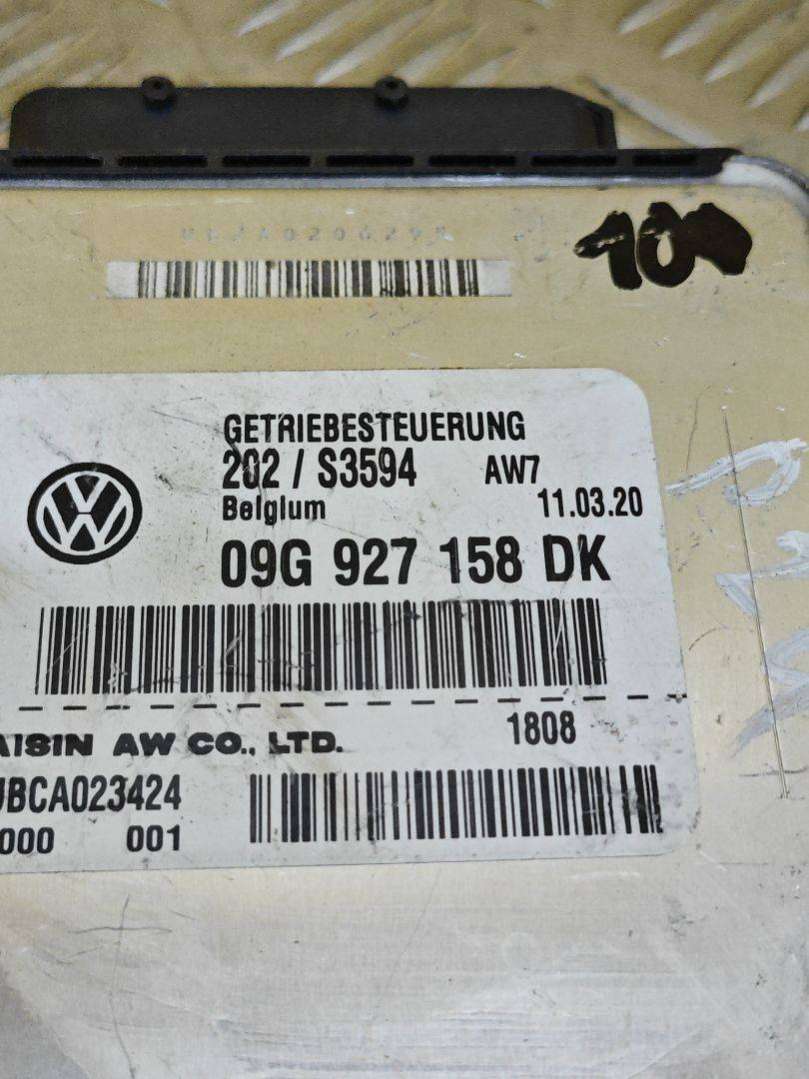 100
GETRIEBESTEUERUNG
202 / S3594 AW7
Belgium 11.03.20
09G 927 158 DK
AISIN AW CO., LTD. 1808
UBCA023424
000 001